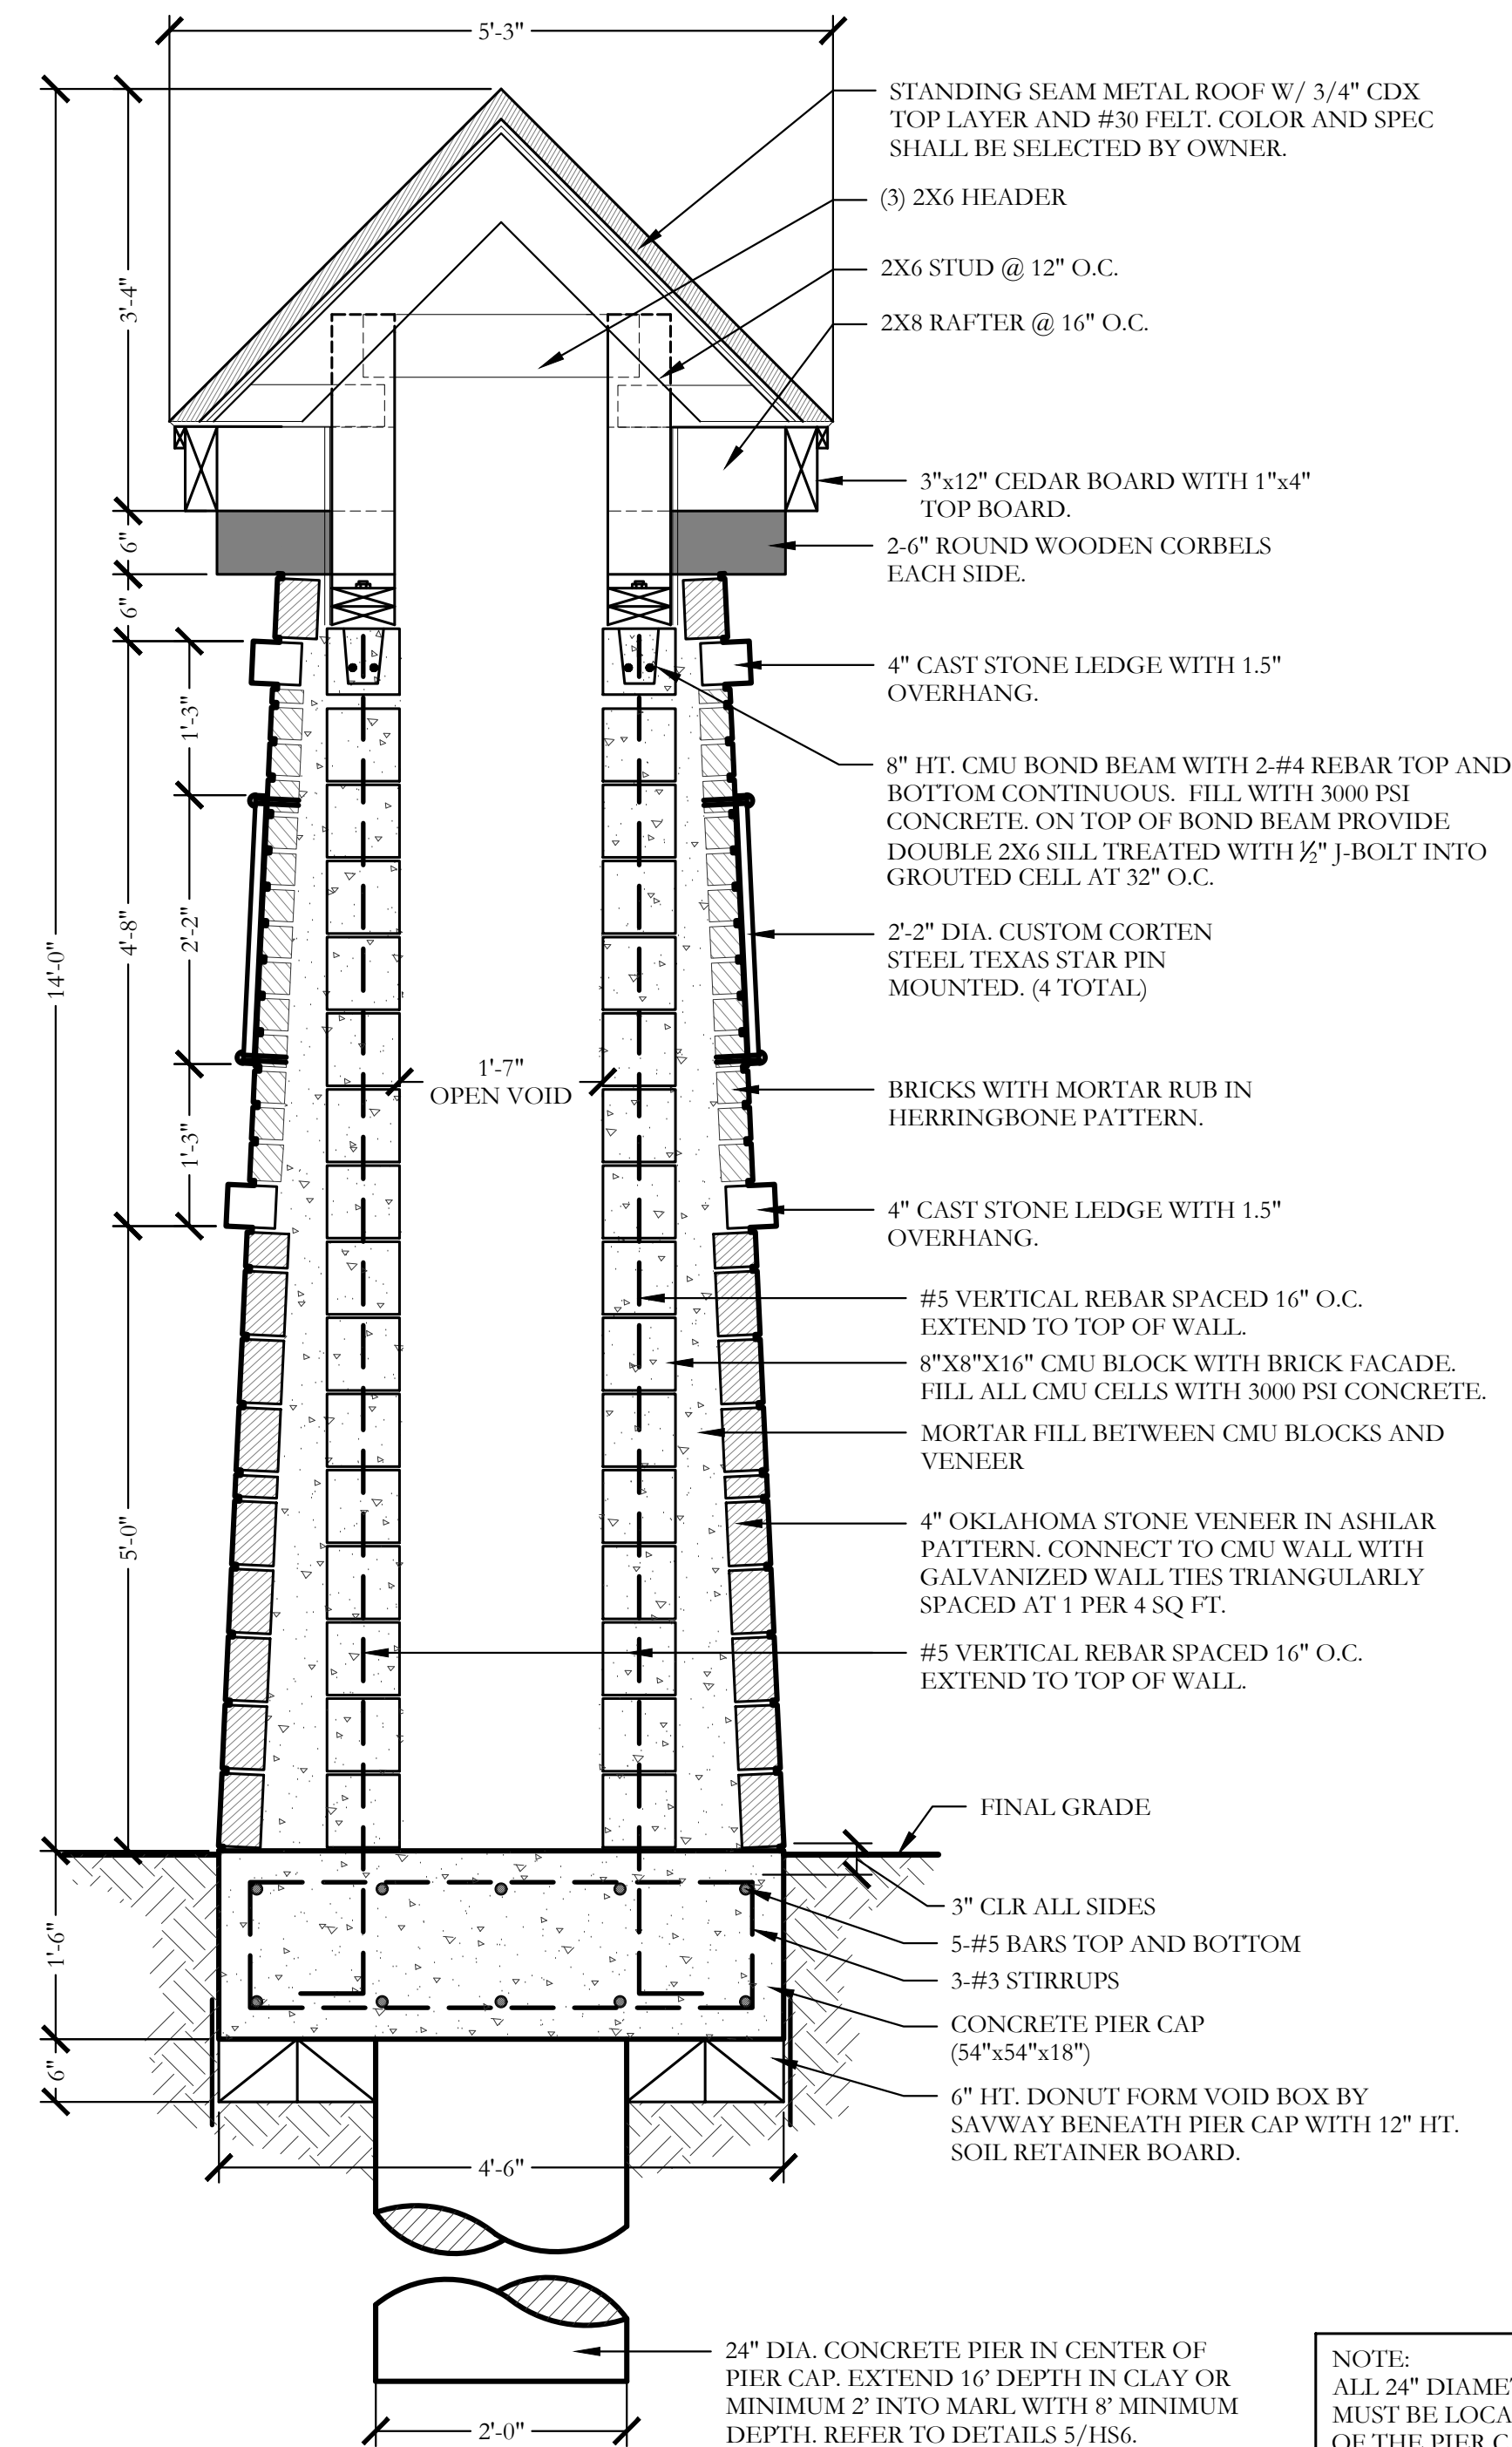 5'-3"
STANDING SEAM METAL ROOF W/ 3/4" CDX
TOP LAYER AND #30 FELT. COLOR AND SPEC
SHALL BE SELECTED BY OWNER.
(3) 2X6 HEADER
2X6 STUD @ 12" O.C.
3'-4"
2X8 RAFTER @ 16" O.C.
3"x12" CEDAR BOARD WITH 1"x4"
TOP BOARD.
6"
2-6" ROUND WOODEN CORBELS
EACH SIDE.
6"
4" CAST STONE LEDGE WITH 1.5"
OVERHANG.
1'-3"
8" HT. CMU BOND BEAM WITH 2-#4 REBAR TOP AND
BOTTOM CONTINUOUS. FILL WITH 3000 PSI
CONCRETE. ON TOP OF BOND BEAM PROVIDE
DOUBLE 2X6 SILL TREATED WITH ½" J-BOLT INTO
GROUTED CELL AT 32" O.C.
14'-0"
4'-8"
2'-2"
2'-2" DIA. CUSTOM CORTEN
STEEL TEXAS STAR PIN
MOUNTED. (4 TOTAL)
1'-7"
OPEN VOID
BRICKS WITH MORTAR RUB IN
HERRINGBONE PATTERN.
1'-3"
4" CAST STONE LEDGE WITH 1.5"
OVERHANG.
#5 VERTICAL REBAR SPACED 16" O.C.
EXTEND TO TOP OF WALL.
8"X8"X16" CMU BLOCK WITH BRICK FACADE.
FILL ALL CMU CELLS WITH 3000 PSI CONCRETE.
MORTAR FILL BETWEEN CMU BLOCKS AND
VENEER
5'-0"
4" OKLAHOMA STONE VENEER IN ASHLAR
PATTERN. CONNECT TO CMU WALL WITH
GALVANIZED WALL TIES TRIANGULARLY
SPACED AT 1 PER 4 SQ FT.
#5 VERTICAL REBAR SPACED 16" O.C.
EXTEND TO TOP OF WALL.
FINAL GRADE
3" CLR ALL SIDES
1'-6"
5-#5 BARS TOP AND BOTTOM
3-#3 STIRRUPS
CONCRETE PIER CAP
(54"x54"x18")
6"
6" HT. DONUT FORM VOID BOX BY
SAVWAY BENEATH PIER CAP WITH 12" HT.
SOIL RETAINER BOARD.
4'-6"
24" DIA. CONCRETE PIER IN CENTER OF
PIER CAP. EXTEND 16' DEPTH IN CLAY OR
MINIMUM 2' INTO MARL WITH 8' MINIMUM
DEPTH. REFER TO DETAILS 5/HS6.
2'-0"
NOTE:
ALL 24"
MUST BE
OF THE PIER